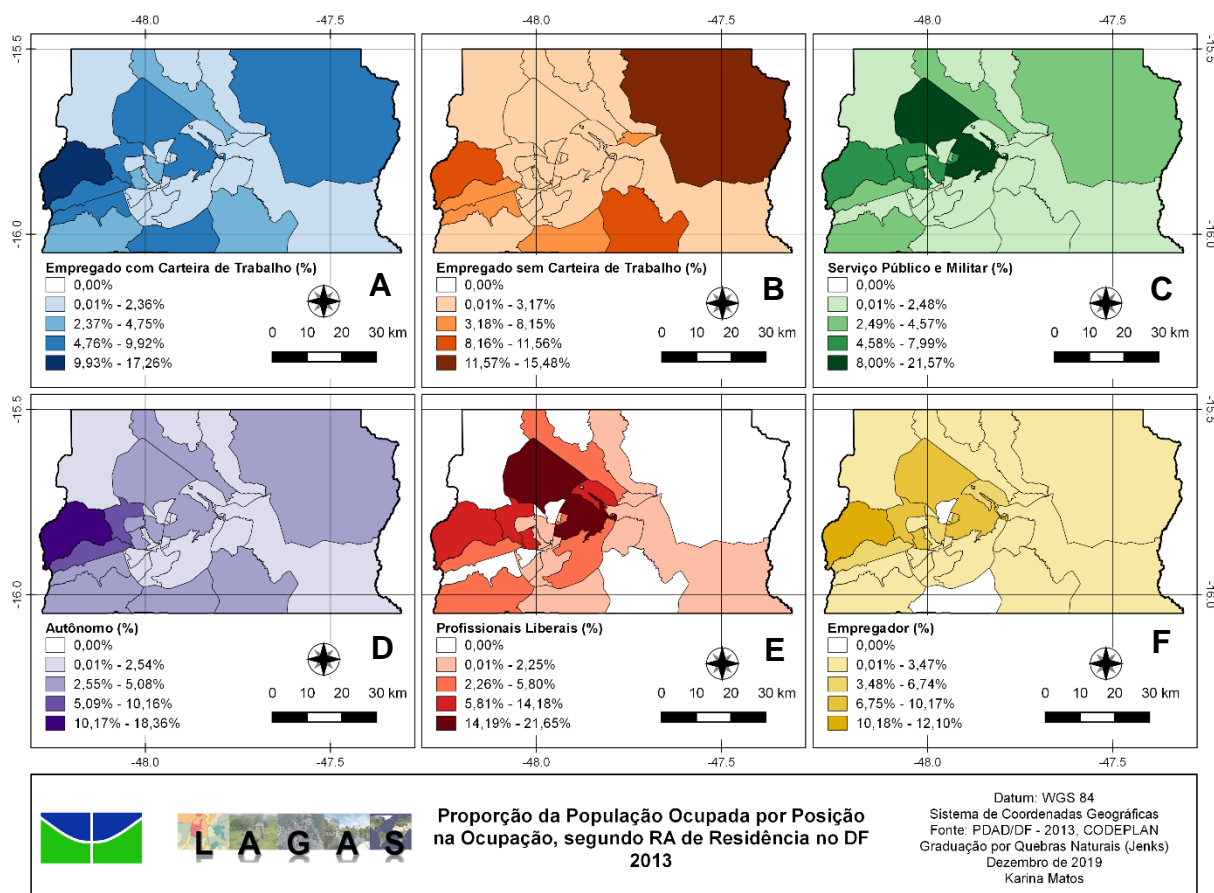 -48.0
-47.5
-48.0
-47.5
-48.0
-47.5
-15.5
-15.5
-16.0
-16.0
Empregado com Carteira de Trabalho (%)
A
0,00%
0,01% - 2,36%
2,37% - 4,75%
4,76% - 9,92%
9,93% - 17,26%
0 10 20 30 km
Empregado sem Carteira de Trabalho (%)
B
0,00%
0,01% - 3,17%
3,18% - 8,15%
8,16% - 11,56%
11,57% - 15,48%
0 10 20 30 km
Serviço Público e Militar (%)
C
0,00%
0,01% - 2,48%
2,49% - 4,57%
4,58% - 7,99%
8,00% - 21,57%
0 10 20 30 km
-15.5
-15.5
-16.0
-16.0
Autônomo (%)
D
0,00%
0,01% - 2,54%
2,55% - 5,08%
5,09% - 10,16%
10,17% - 18,36%
0 10 20 30 km
Profissionais Liberais (%)
E
0,00%
0,01% - 2,25%
2,26% - 5,80%
5,81% - 14,18%
14,19% - 21,65%
0 10 20 30 km
Empregador (%)
F
0,00%
0,01% - 3,47%
3,48% - 6,74%
6,75% - 10,17%
10,18% - 12,10%
0 10 20 30 km
-48.0
-47.5
-48.0
-47.5
-48.0
-47.5
LAGAS
Proporção da População Ocupada por Posição
na Ocupação, segundo RA de Residência no DF
2013
Datum: WGS 84
Sistema de Coordenadas Geográficas
Fonte: PDAD/DF - 2013, CODEPLAN
Graduação por Quebras Naturais (Jenks)
Dezembro de 2019
Karina Matos